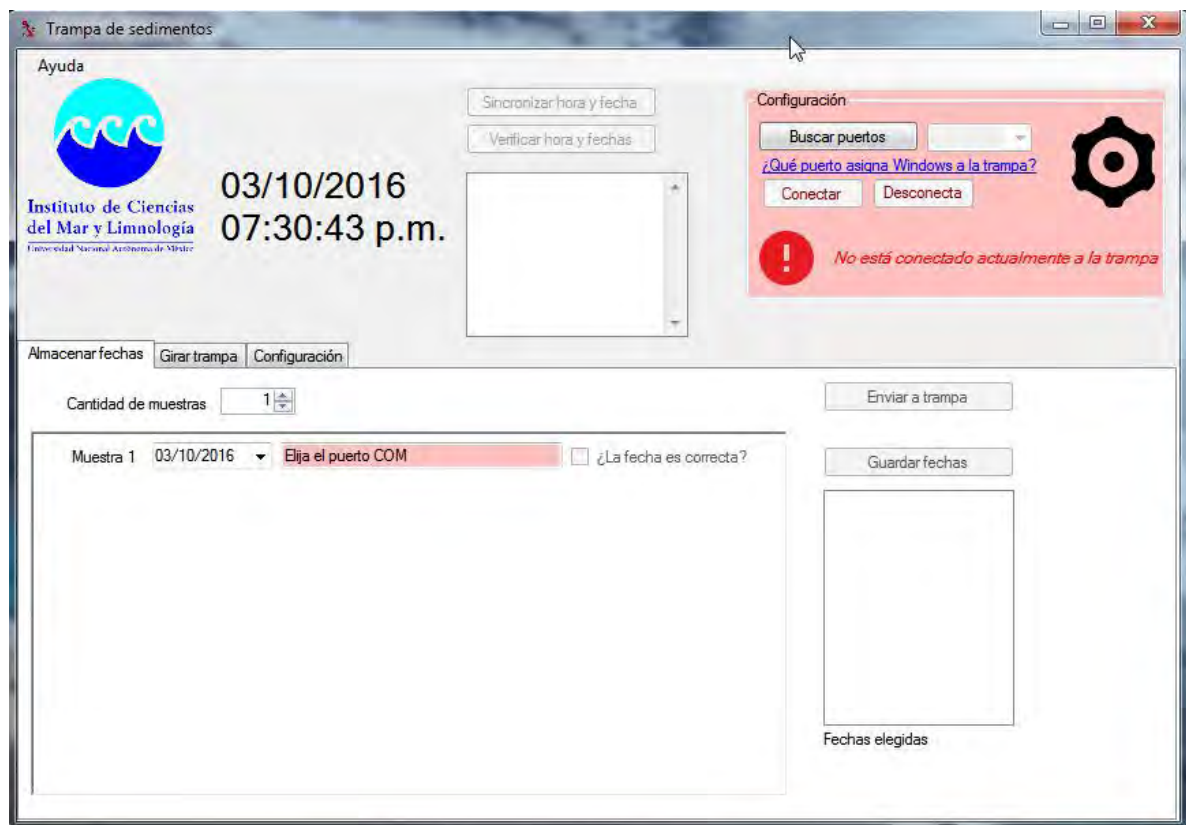 Trampa de sedimentos
Ayuda
Sincronizar hora y fecha
Verificar hora y fechas
Configuración
Buscar puertos
¿Qué puerto asigna Windows a la trampa?
Conectar
Desconecta
No está conectado actualmente a la trampa
Instituto de Ciencias
del Mar y Limnología
Universidad Nacional Autónoma de México
03/10/2016
07:30:43 p.m.
Almacenar fechas
Girar trampa
Configuración
Cantidad de muestras 1
Enviar a trampa
Muestra 1 03/10/2016 Elija el puerto COM ¿La fecha es correcta?
Guardar fechas
Fechas elegidas